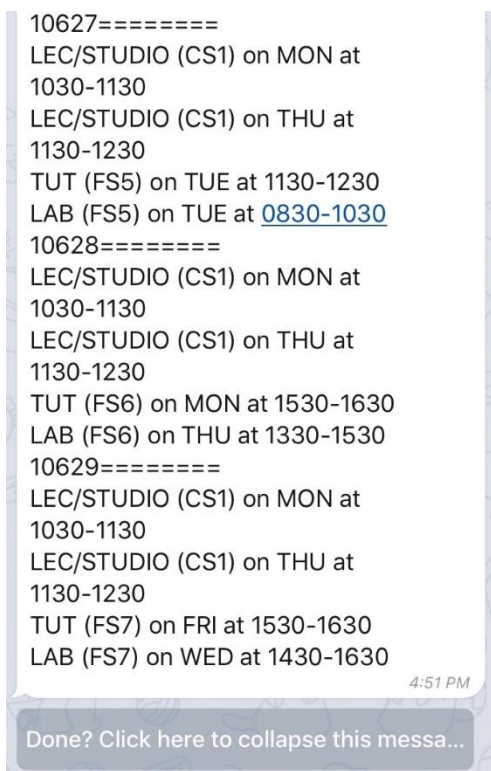 10627========
LEC/STUDIO (CS1) on MON at
1030-1130
LEC/STUDIO (CS1) on THU at
1130-1230
TUT (FS5) on TUE at 1130-1230
LAB (FS5) on TUE at 0830-1030
10628========
LEC/STUDIO (CS1) on MON at
1030-1130
LEC/STUDIO (CS1) on THU at
1130-1230
TUT (FS6) on MON at 1530-1630
LAB (FS6) on THU at 1330-1530
10629========
LEC/STUDIO (CS1) on MON at
1030-1130
LEC/STUDIO (CS1) on THU at
1130-1230
TUT (FS7) on FRI at 1530-1630
LAB (FS7) on WED at 1430-1630
4:51 PM
Done? Click here to collapse this messa...